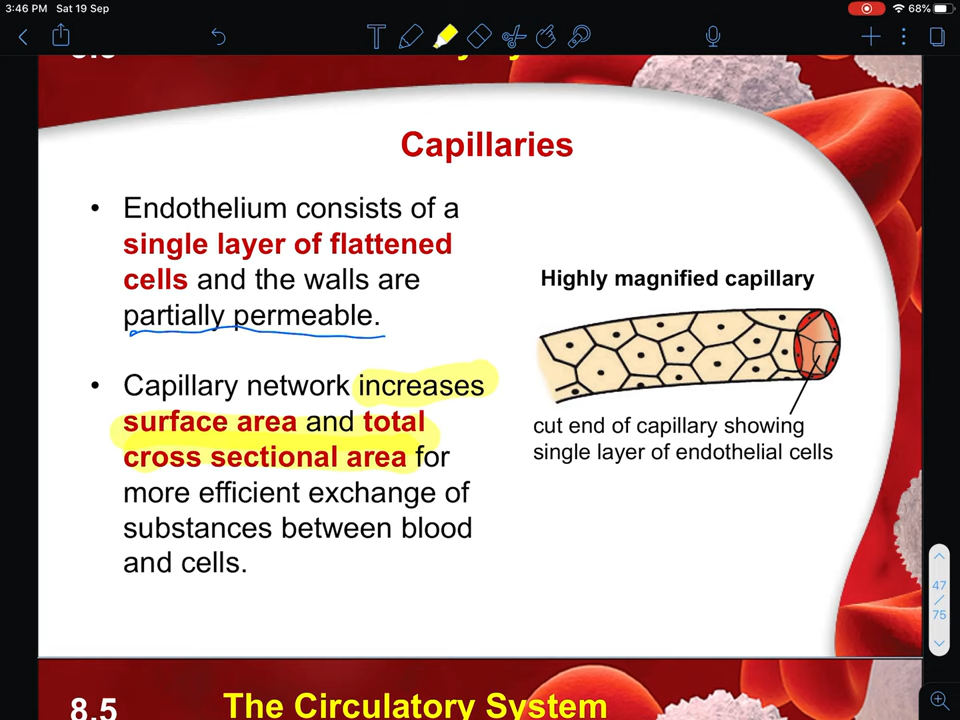 3:46 PM Sat 19 Sep
68%
T
Capillaries
• Endothelium consists of a
single layer of flattened
cells and the walls are
partially permeable.
• Capillary network increases
surface area and total
cross sectional area for
more efficient exchange of
substances between blood
and cells.
Highly magnified capillary
cut end of capillary showing
single layer of endothelial cells
47
/
75
8.5 The Circulatory System